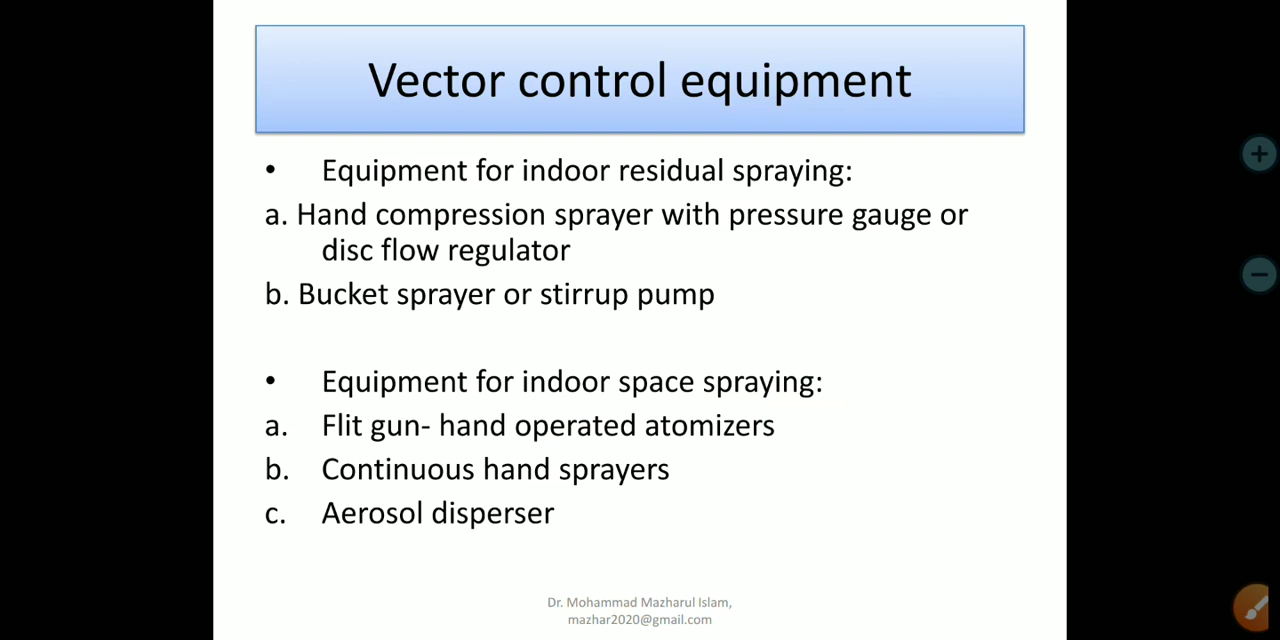 Vector control equipment
• Equipment for indoor residual spraying:
a. Hand compression sprayer with pressure gauge or
disc flow regulator
b. Bucket sprayer or stirrup pump
• Equipment for indoor space spraying:
a. Flit gun- hand operated atomizers
b. Continuous hand sprayers
c. Aerosol disperser
Dr. Mohammad Mazharul Islam,
mazhar2020@gmail.com